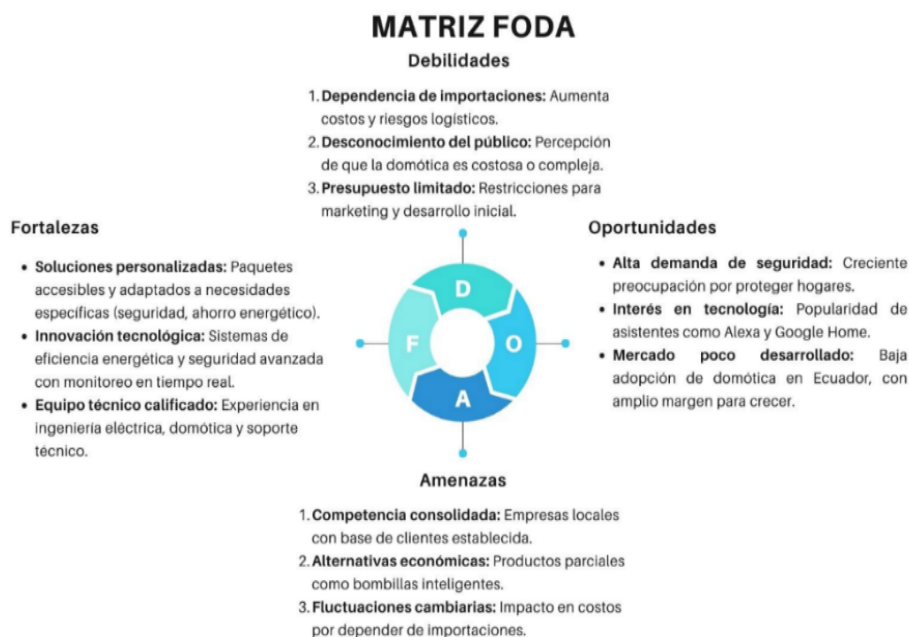 MATRIZ FODA
Debilidades
1. Dependencia de importaciones: Aumenta
costos y riesgos logísticos.
2. Desconocimiento del público: Percepción
de que la domótica es costosa o compleja.
3. Presupuesto limitado: Restricciones para
marketing y desarrollo inicial.
Fortalezas
• Soluciones personalizadas: Paquetes
accesibles y adaptados a necesidades
específicas (seguridad, ahorro energético).
• Innovación tecnológica: Sistemas de
eficiencia energética y seguridad avanzada
con monitoreo en tiempo real.
• Equipo técnico calificado: Experiencia en
ingeniería eléctrica, domótica y soporte
técnico.
D
F
O
A
Oportunidades
• Alta demanda de seguridad: Creciente
preocupación por proteger hogares.
• Interés en tecnología: Popularidad de
asistentes como Alexa y Google Home.
• Mercado poco desarrollado: Baja
adopción de domótica en Ecuador, con
amplio margen para crecer.
Amenazas
1. Competencia consolidada: Empresas locales
con base de clientes establecida.
2. Alternativas económicas: Productos parciales
como bombillas inteligentes.
3. Fluctuaciones cambiarias: Impacto en costos
por depender de importaciones.